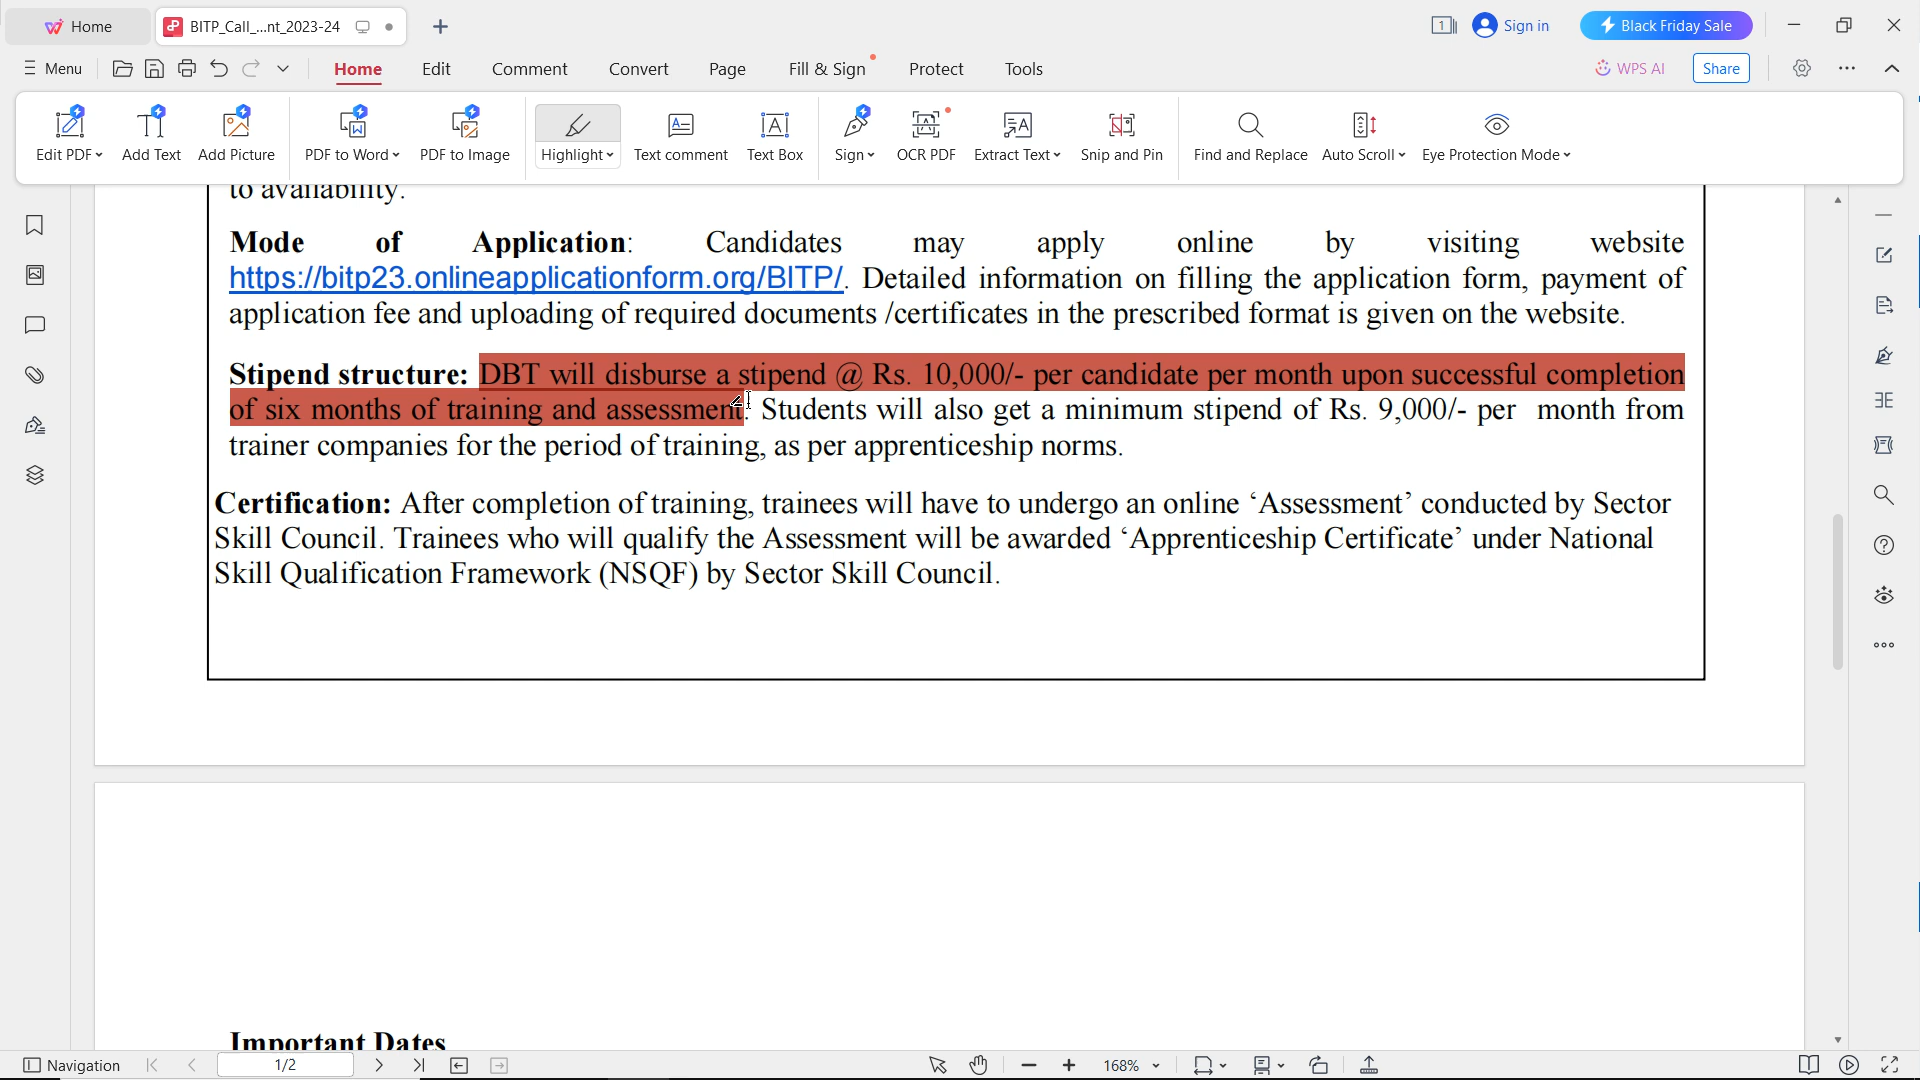 Home
BITP_Call_...nt_2023-24
1
Sign in
Black Friday Sale
Menu
Home
Edit
Comment
Convert
Page
Fill & Sign
Protect
Tools
WPS AI
Share
Edit PDF
Add Text
Add Picture
PDF to Word
PDF to Image
Highlight
Text comment
Text Box
Sign
OCR PDF
Extract Text
Snip and Pin
Find and Replace
Auto Scroll
Eye Protection Mode
to availability.
Mode of Application: Candidates may apply online by visiting website
https://bitp23.onlineapplicationform.org/BITP/. Detailed information on filling the application form, payment of
application fee and uploading of required documents /certificates in the prescribed format is given on the website.
Stipend structure: DBT will disburse a stipend @ Rs. 10,000/- per candidate per month upon successful completion
of six months of training and assessment. Students will also get a minimum stipend of Rs. 9,000/- per month from
trainer companies for the period of training, as per apprenticeship norms.
Certification: After completion of training, trainees will have to undergo an online ‘Assessment’ conducted by Sector
Skill Council. Trainees who will qualify the Assessment will be awarded ‘Apprenticeship Certificate’ under National
Skill Qualification Framework (NSQF) by Sector Skill Council.
Important Dates
Navigation
1/2
168%